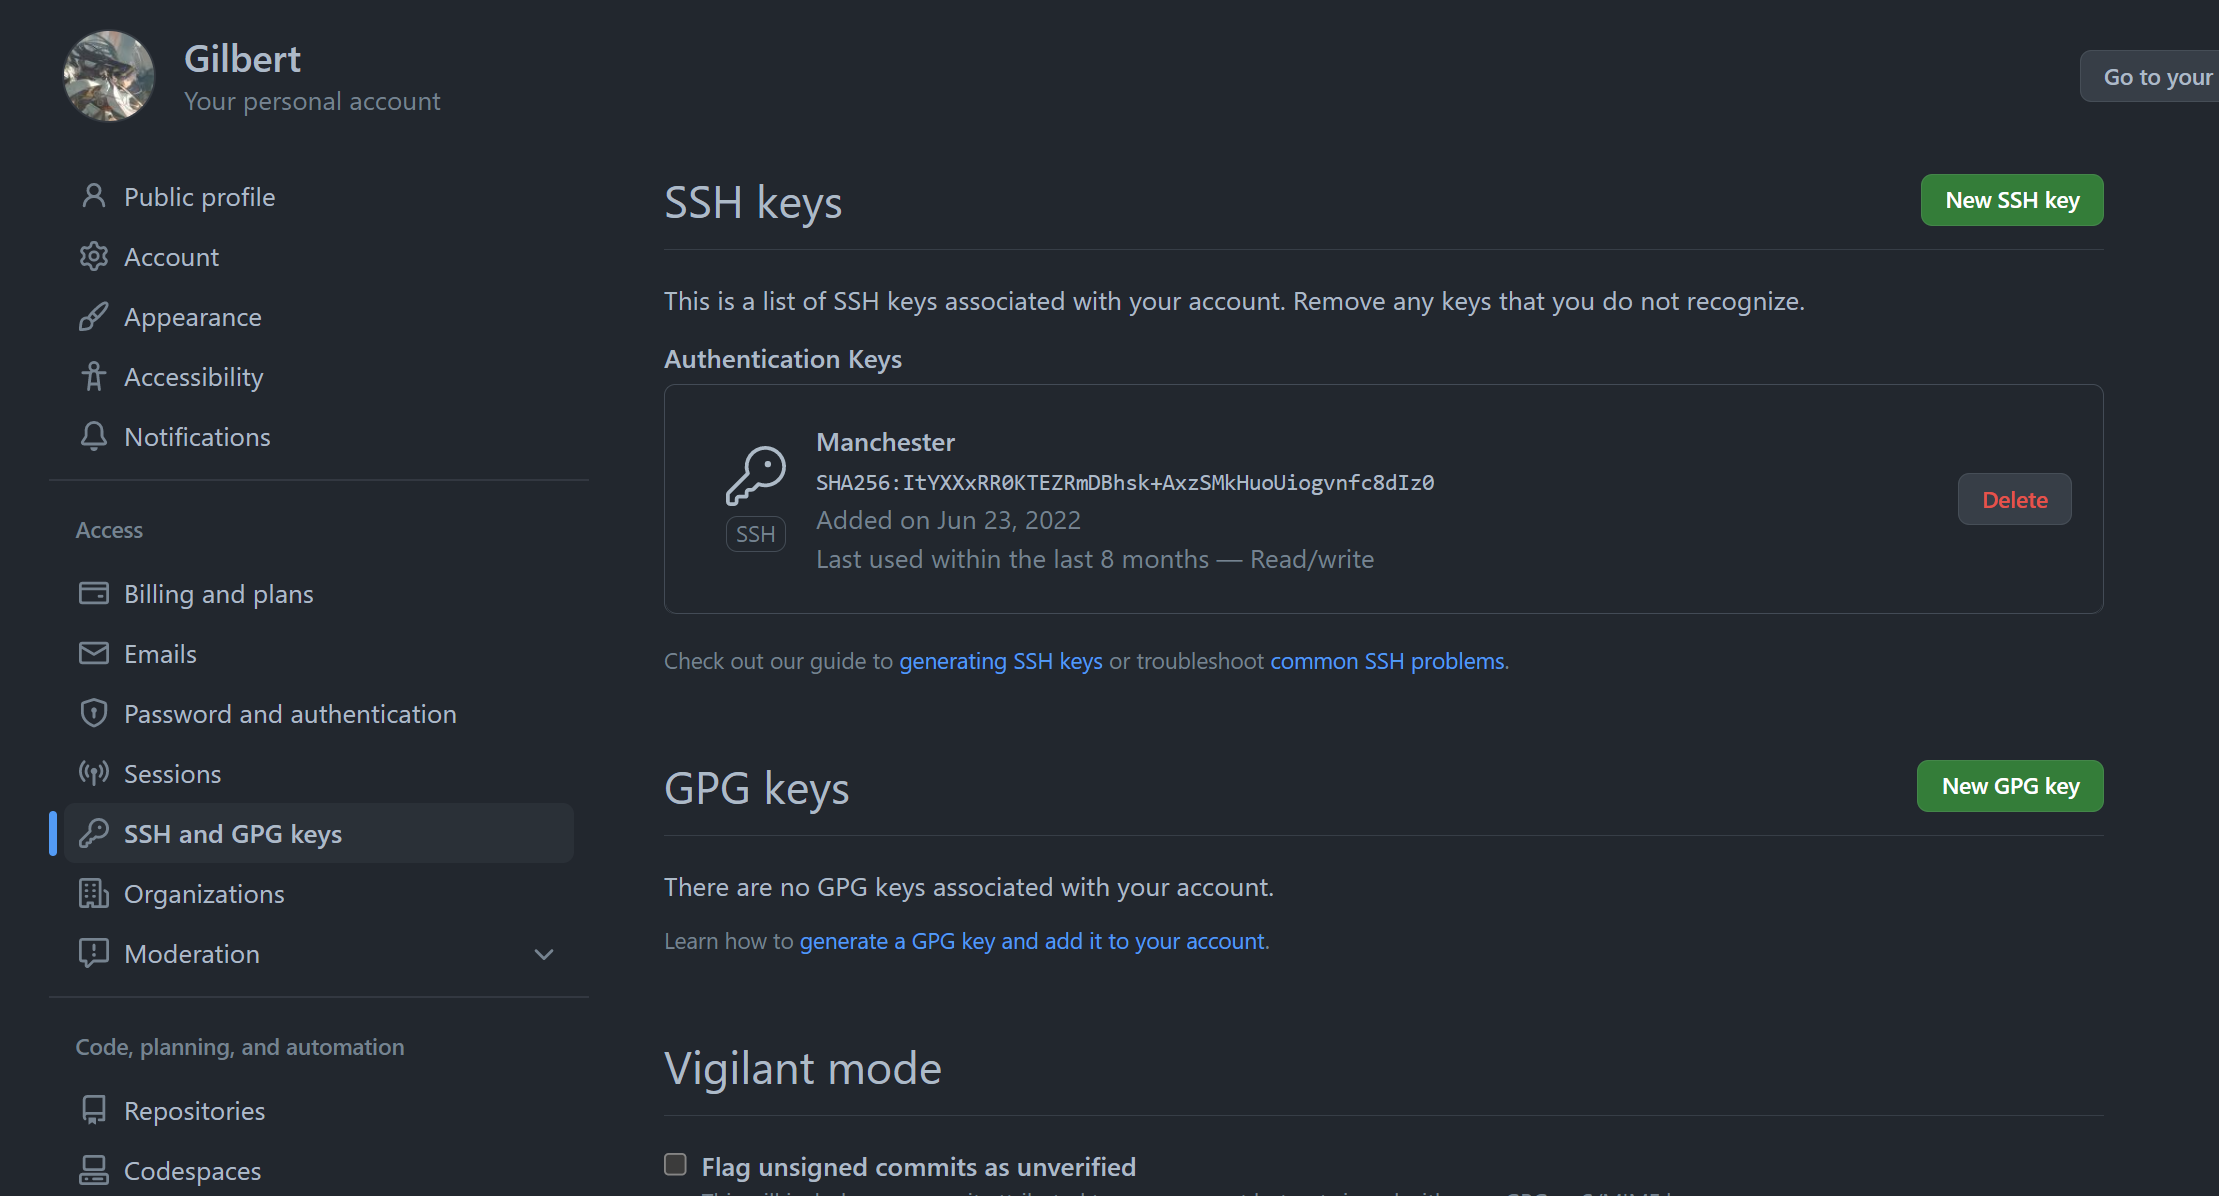 Gilbert
Your personal account
Go to your
Public profile
Account
Appearance
Accessibility
Notifications
Access
Billing and plans
Emails
Password and authentication
Sessions
SSH and GPG keys
Organizations
Moderation
Code, planning, and automation
Repositories
Codespaces
SSH keys
New SSH key
This is a list of SSH keys associated with your account. Remove any keys that you do not recognize.
Authentication Keys
Manchester
SHA256:ItYXXxRR0KTEZRmDBhsk+AxzSMkHuoUiogvnfc8dIz0
Added on Jun 23, 2022
Last used within the last 8 months — Read/write
SSH
Delete
Check out our guide to generating SSH keys or troubleshoot common SSH problems.
GPG keys
New GPG key
There are no GPG keys associated with your account.
Learn how to generate a GPG key and add it to your account.
Vigilant mode
Flag unsigned commits as unverified